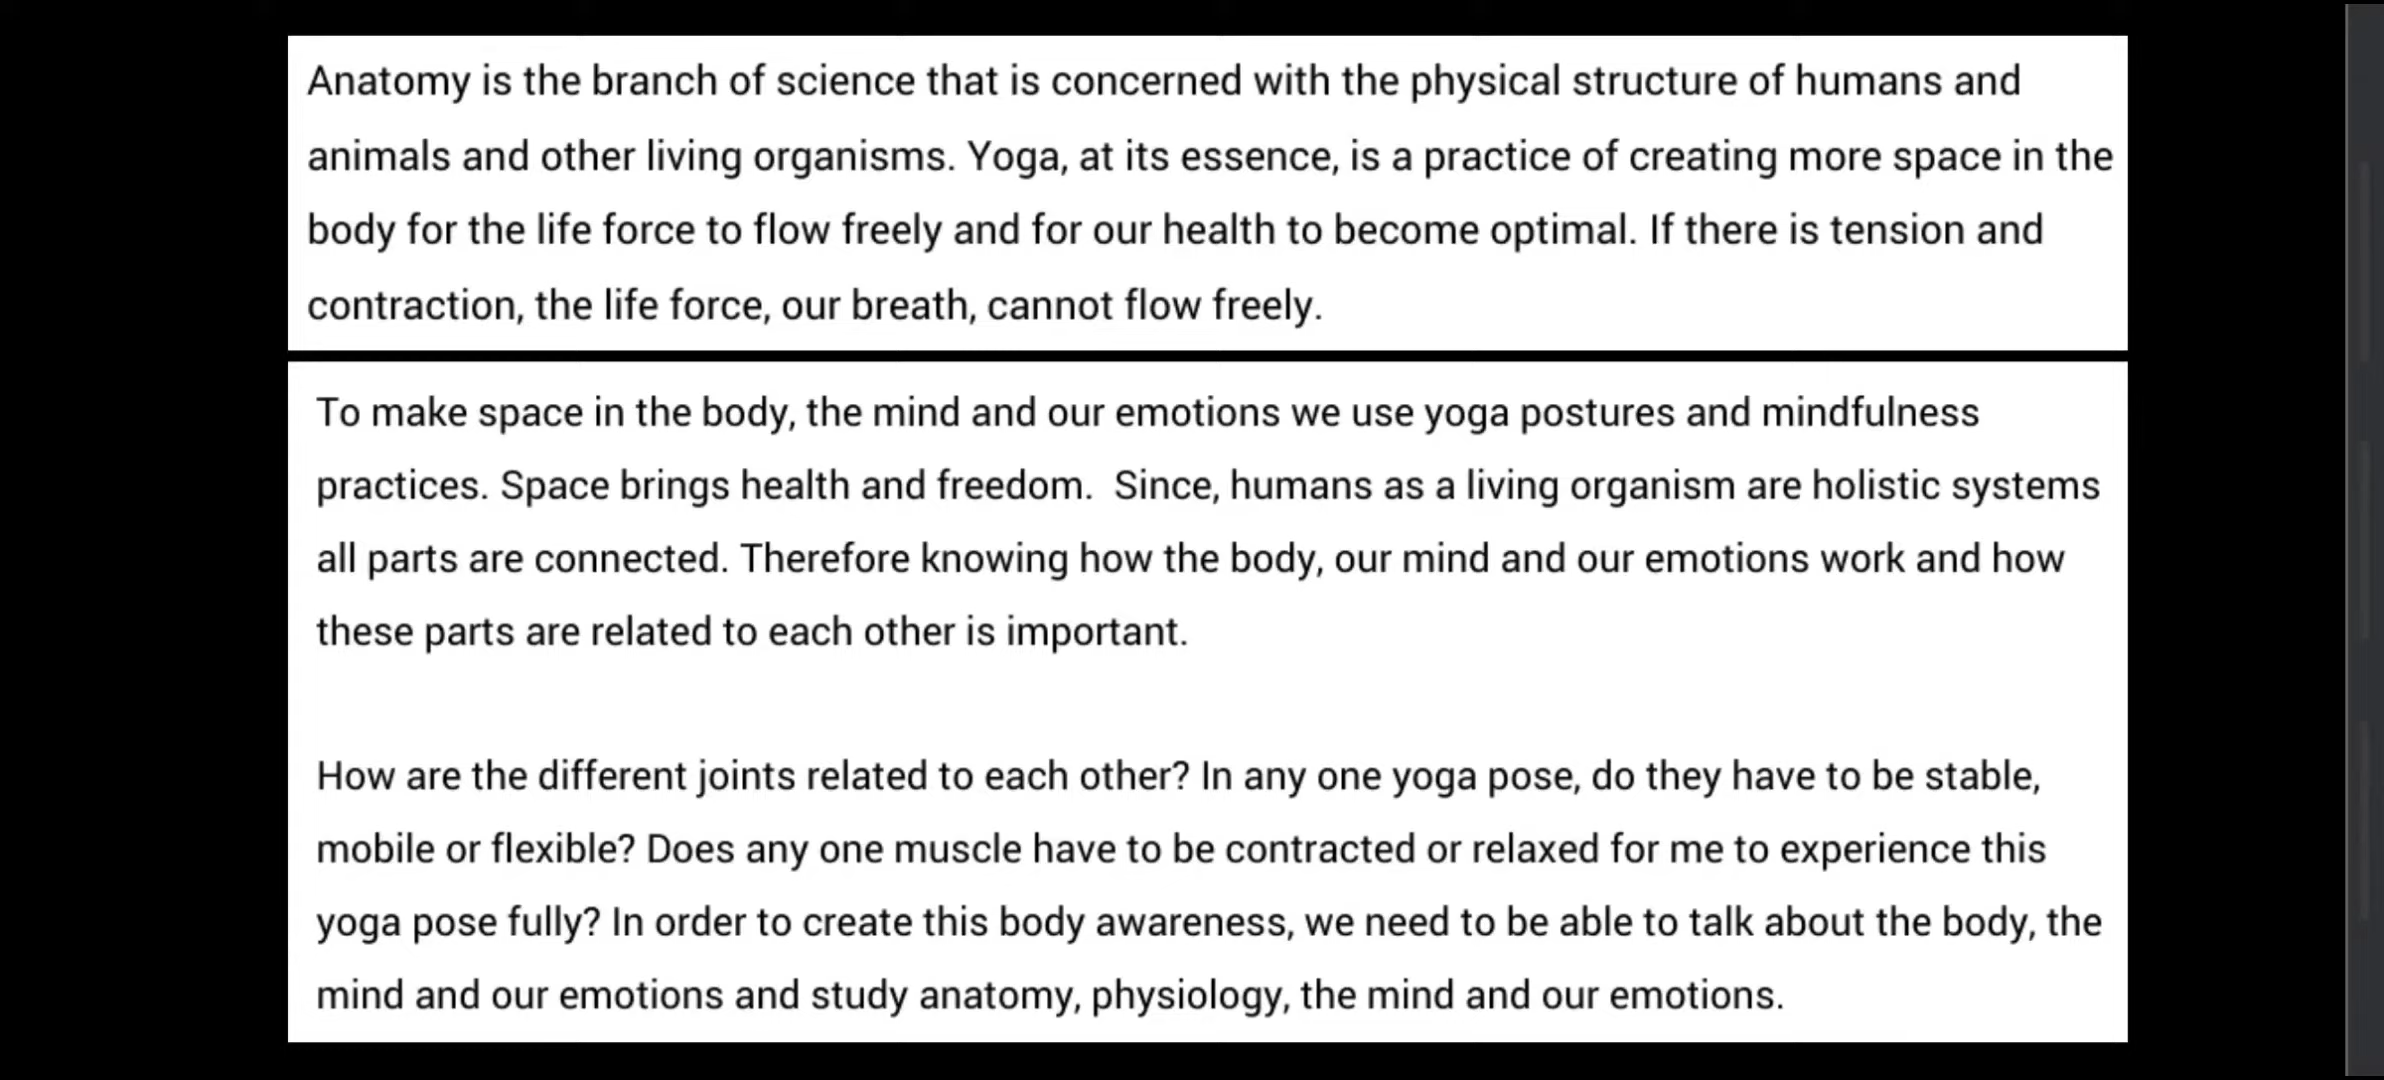 Anatomy is the branch of science that is concerned with the physical structure of humans and
animals and other living organisms. Yoga, at its essence, is a practice of creating more space in the
body for the life force to flow freely and for our health to become optimal. If there is tension and
contraction, the life force, our breath, cannot flow freely.
To make space in the body, the mind and our emotions we use yoga postures and mindfulness
practices. Space brings health and freedom.  Since, humans as a living organism are holistic systems
all parts are connected. Therefore knowing how the body, our mind and our emotions work and how
these parts are related to each other is important.
How are the different joints related to each other? In any one yoga pose, do they have to be stable,
mobile or flexible? Does any one muscle have to be contracted or relaxed for me to experience this
yoga pose fully? In order to create this body awareness, we need to be able to talk about the body, the
mind and our emotions and study anatomy, physiology, the mind and our emotions.